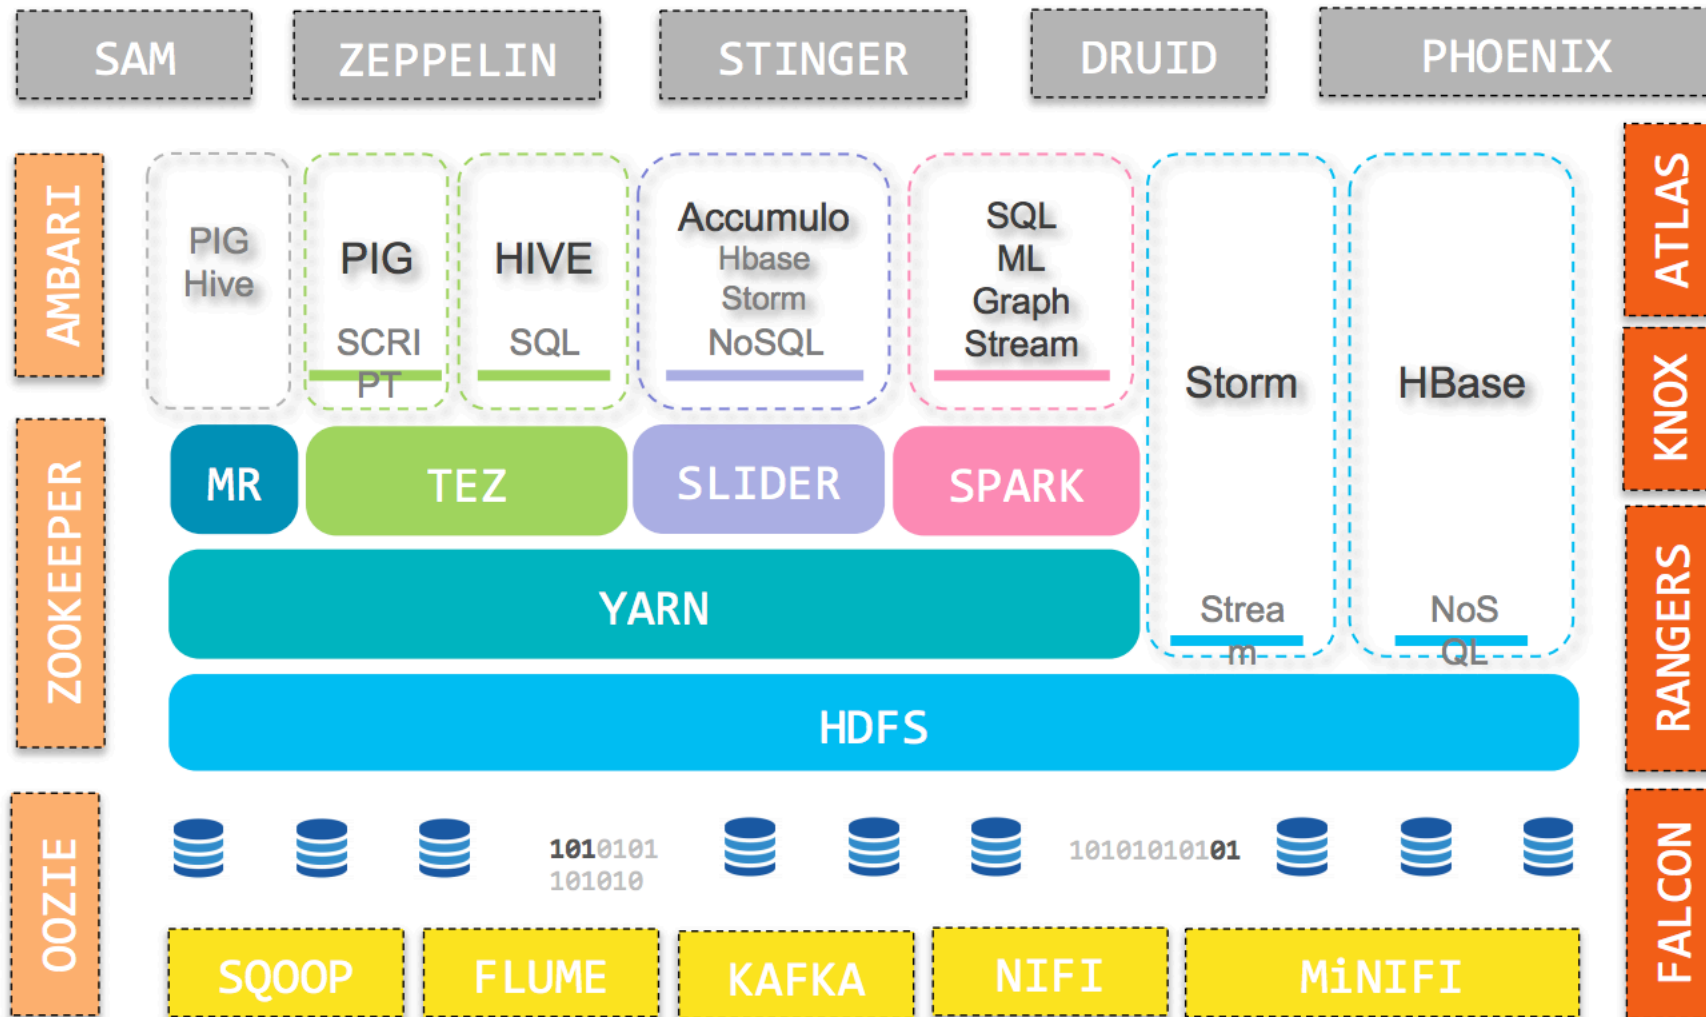 SAM
ZEPPELIN
STINGER
DRUID
PHOENIX
AMBARI
ZOOKEEPER
OOZIE
PIG
Hive
PIG
SCRI
PT
HIVE
SQL
Accumulo
Hbase
Storm
NoSQL
SQL
ML
Graph
Stream
Storm
Strea
m
HBase
NoS
QL
MR
TEZ
SLIDER
SPARK
YARN
HDFS
1010101
101010
10101010101
SQOOP
FLUME
KAFKA
NIFI
MiNIFI
ATLAS
KNOX
RANGERS
FALCON